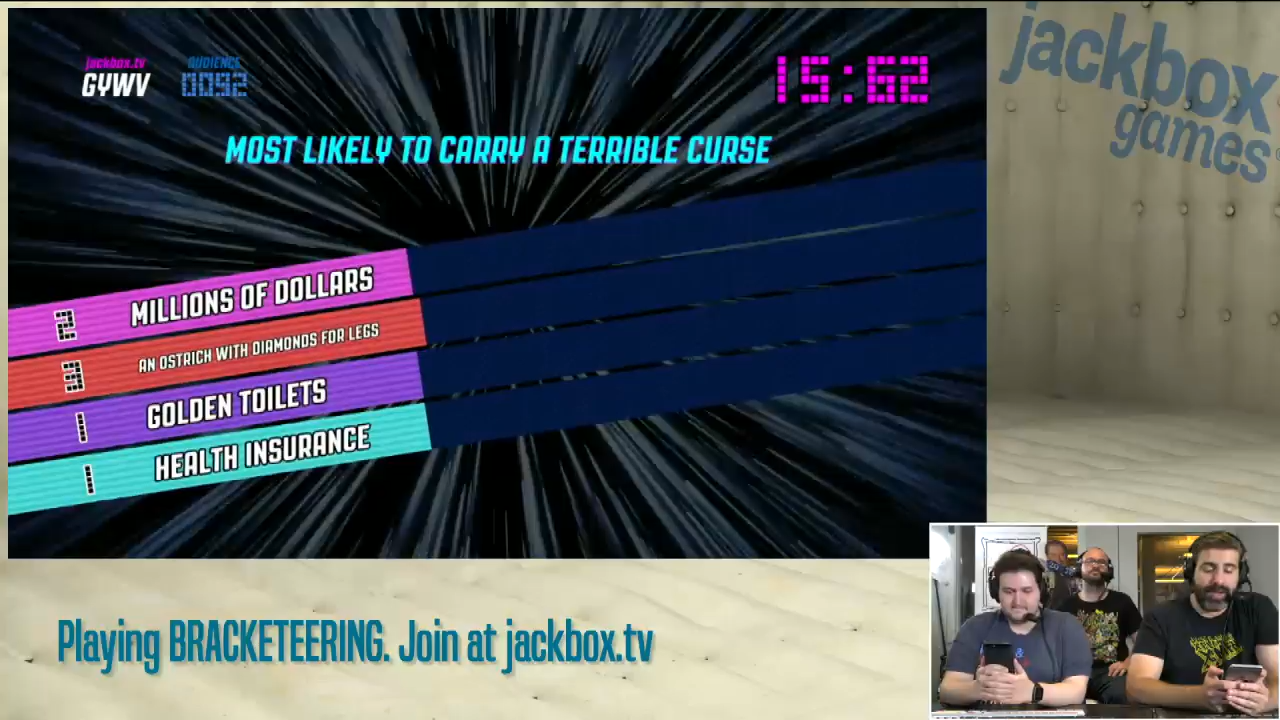 jackbox.tv
GYWV
AUDIENCE
0092
15:62
jackbox
games
MOST LIKELY TO CARRY A TERRIBLE CURSE
2 MILLIONS OF DOLLARS
3 AN OSTRICH WITH DIAMONDS FOR LEGS
1 GOLDEN TOILETS
1 HEALTH INSURANCE
Playing BRACKETEERING. Join at jackbox.tv